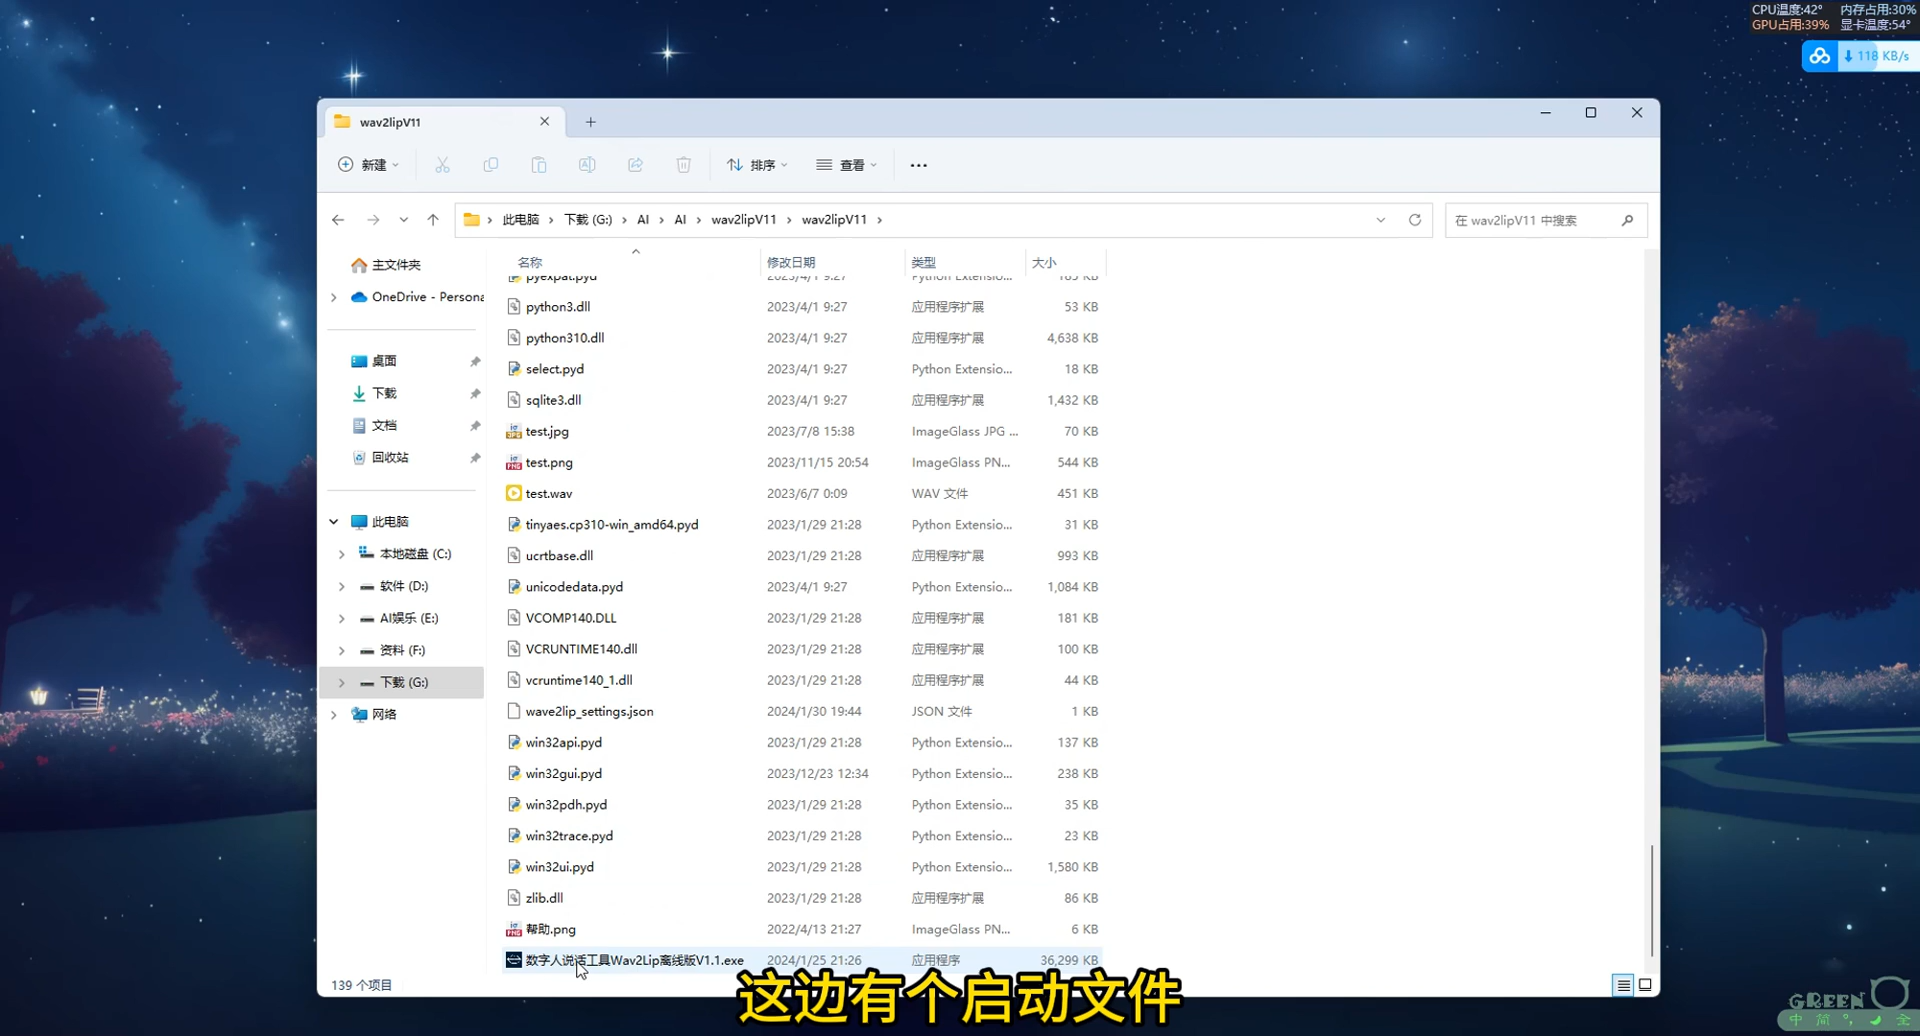 CPU温度:42° 内存占用:30%
GPU占用:39% 显卡温度:54°
118 KB/s
wav2lipV11
新建
排序
查看
此电脑 下载 (G:) AI AI wav2lipV11 wav2lipV11
在 wav2lipV11 中搜索
主文件夹
OneDrive - Persona
桌面
下载
文档
回收站
此电脑
本地磁盘 (C:)
软件 (D:)
AI娱乐 (E:)
资料 (F:)
下载 (G:)
网络
名称 修改日期 类型 大小
pyexpat.pyd 2023/4/1 9:27 Python Extensio... 185 KB
python3.dll 2023/4/1 9:27 应用程序扩展 53 KB
python310.dll 2023/4/1 9:27 应用程序扩展 4,638 KB
select.pyd 2023/4/1 9:27 Python Extensio... 18 KB
sqlite3.dll 2023/4/1 9:27 应用程序扩展 1,432 KB
test.jpg 2023/7/8 15:38 ImageGlass JPG ... 70 KB
test.png 2023/11/15 20:54 ImageGlass PN... 544 KB
test.wav 2023/6/7 0:09 WAV 文件 451 KB
tinyaes.cp310-win_amd64.pyd 2023/1/29 21:28 Python Extensio... 31 KB
ucrtbase.dll 2023/1/29 21:28 应用程序扩展 993 KB
unicodedata.pyd 2023/4/1 9:27 Python Extensio... 1,084 KB
VCOMP140.DLL 2023/1/29 21:28 应用程序扩展 181 KB
VCRUNTIME140.dll 2023/1/29 21:28 应用程序扩展 100 KB
vcruntime140_1.dll 2023/1/29 21:28 应用程序扩展 44 KB
wave2lip_settings.json 2024/1/30 19:44 JSON 文件 1 KB
win32api.pyd 2023/1/29 21:28 Python Extensio... 137 KB
win32gui.pyd 2023/12/23 12:34 Python Extensio... 238 KB
win32pdh.pyd 2023/1/29 21:28 Python Extensio... 35 KB
win32trace.pyd 2023/1/29 21:28 Python Extensio... 23 KB
win32ui.pyd 2023/1/29 21:28 Python Extensio... 1,580 KB
zlib.dll 2023/1/29 21:28 应用程序扩展 86 KB
帮助.png 2022/4/13 21:27 ImageGlass PN... 6 KB
数字人说话工具Wav2Lip离线版V1.1.exe 2024/1/25 21:26 应用程序 36,299 KB
139 个项目
这边有个启动文件
GREEN
中 简 °, 全